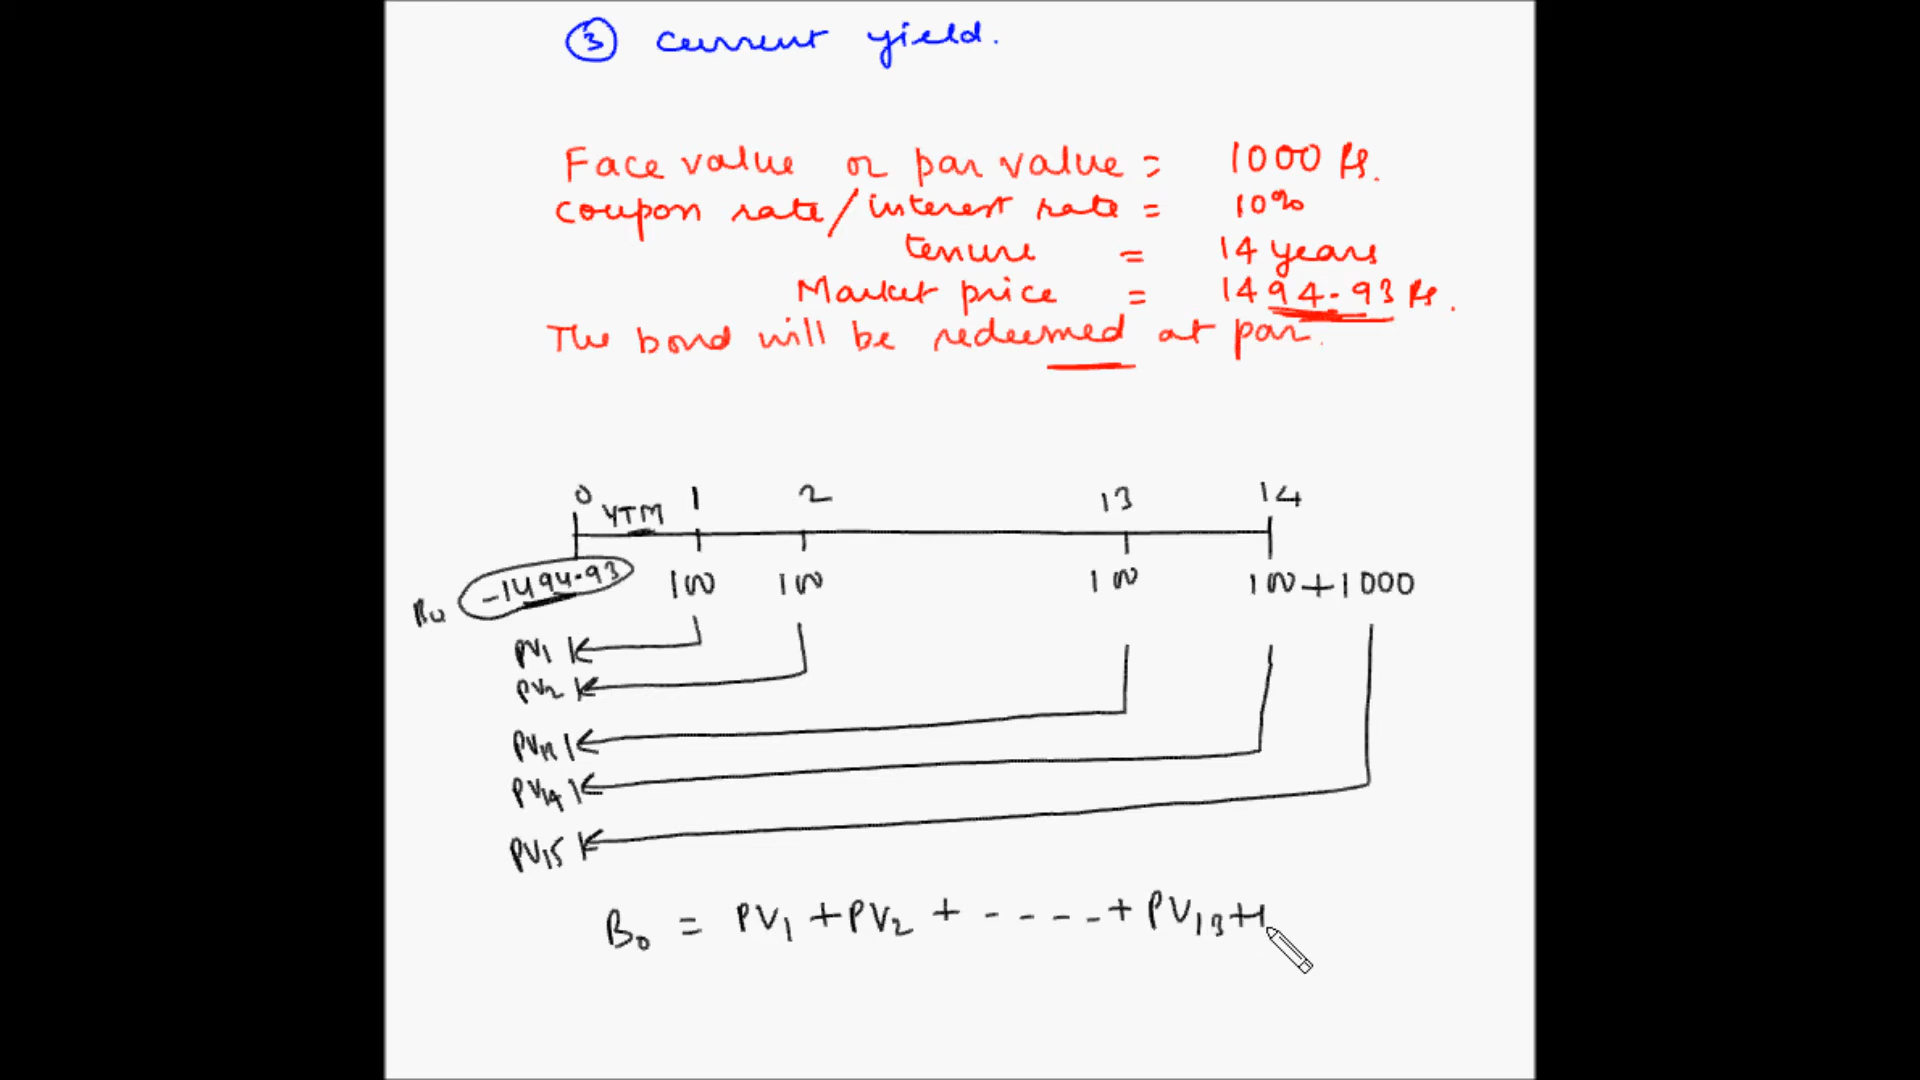 ③ current yield.
Face value or par value = 1000 Rs.
coupon rate/interest rate = 10%
tenure = 14 years
Market price = 1494.93 Rs.
The bond will be redeemed at par.
0 YTM 1 2 13 14
-1494.93 100 100 100 100+1000
B0
PV1
PV2
PV13
PV14
PV15
B0 = PV1 + PV2 + ---- + PV13 +